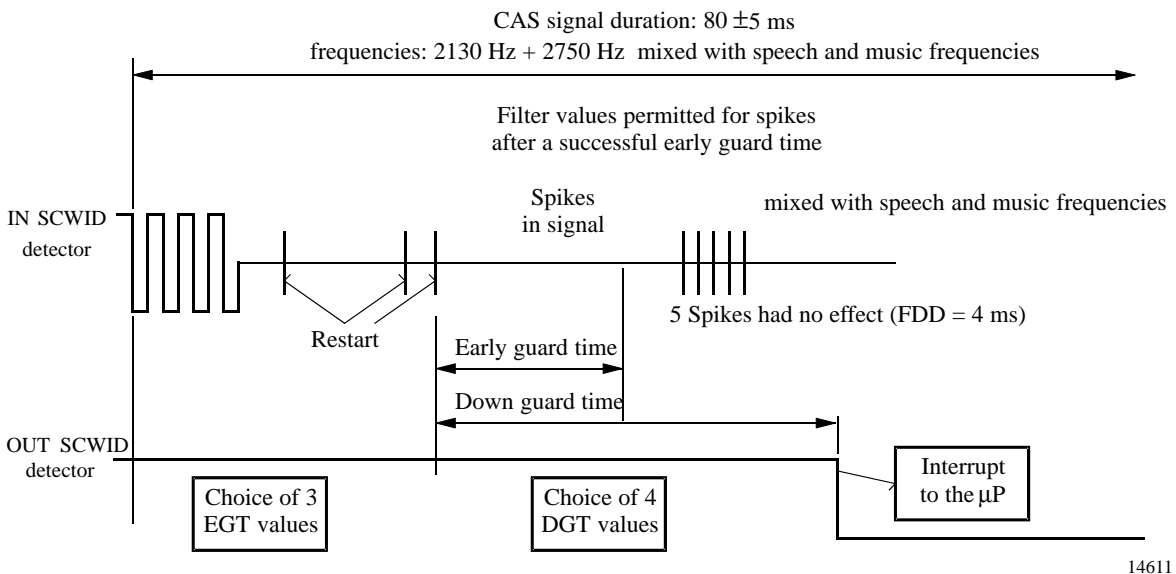 CAS signal duration: 80 ±5 ms
frequencies: 2130 Hz + 2750 Hz mixed with speech and music frequencies
Filter values permitted for spikes
after a successful early guard time
IN SCWID
detector
Spikes
in signal
mixed with speech and music frequencies
Restart
5 Spikes had no effect (FDD = 4 ms)
Early guard time
Down guard time
OUT SCWID
detector
Choice of 3
EGT values
Choice of 4
DGT values
Interrupt
to the µP
14611